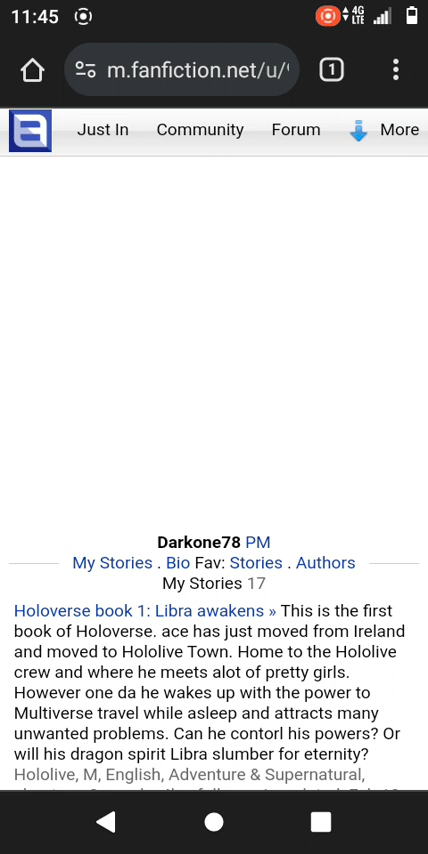 11:45 4G LTE
m.fanfiction.net/u/ 1
Just In Community Forum More
Darkone78 PM
My Stories . Bio Fav: Stories . Authors
My Stories 17
Holoverse book 1: Libra awakens » This is the first
book of Holoverse. ace has just moved from Ireland
and moved to Hololive Town. Home to the Hololive
crew and where he meets alot of pretty girls.
However one da he wakes up with the power to
Multiverse travel while asleep and attracts many
unwanted problems. Can he contorl his powers? Or
will his dragon spirit Libra slumber for eternity?
Hololive, M, English, Adventure & Supernatural,